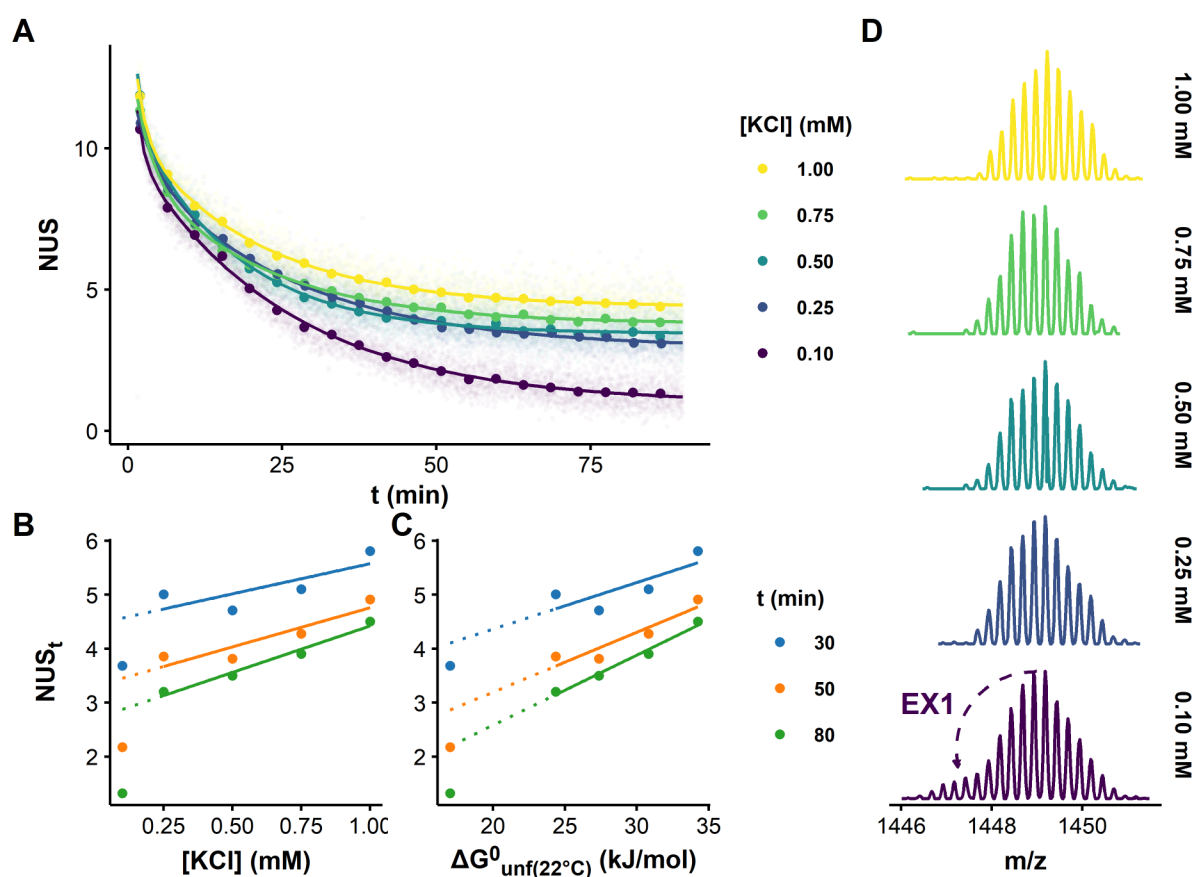 A
10
5
0
NUS
0
25
50
75
t (min)
[KCl] (mM)
1.00
0.75
0.50
0.25
0.10
B
6
5
4
3
2
NUSt
0.25
0.50
0.75
1.00
[KCl] (mM)
C
6
5
4
3
2
20
25
30
35
ΔG⁰unf(22°C) (kJ/mol)
t (min)
30
50
80
D
1.00 mM
0.75 mM
0.50 mM
0.25 mM
0.10 mM
EX1
1446
1448
1450
m/z